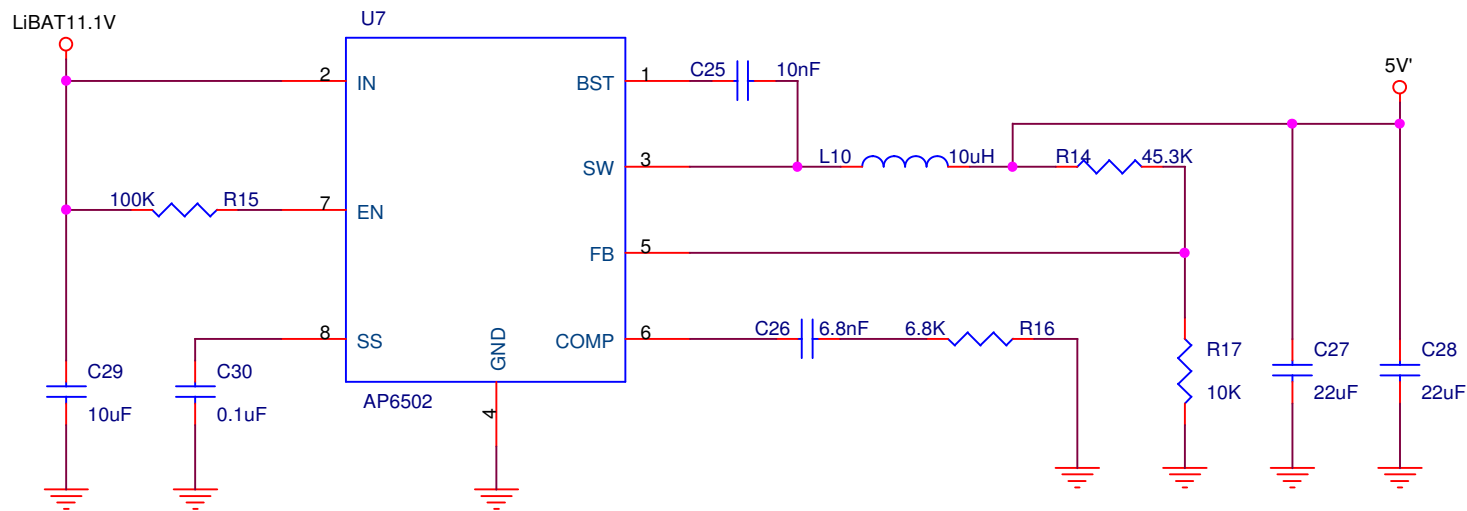 LiBAT11.1V
U7
2
IN
BST
1
C25
10nF
5V'
SW
3
L10
10uH
R14
45.3K
100K
R15
7
EN
FB
5
8
SS
GND
COMP
6
C26
6.8nF
6.8K
R16
C29
10uF
C30
0.1uF
AP6502
4
R17
10K
C27
22uF
C28
22uF